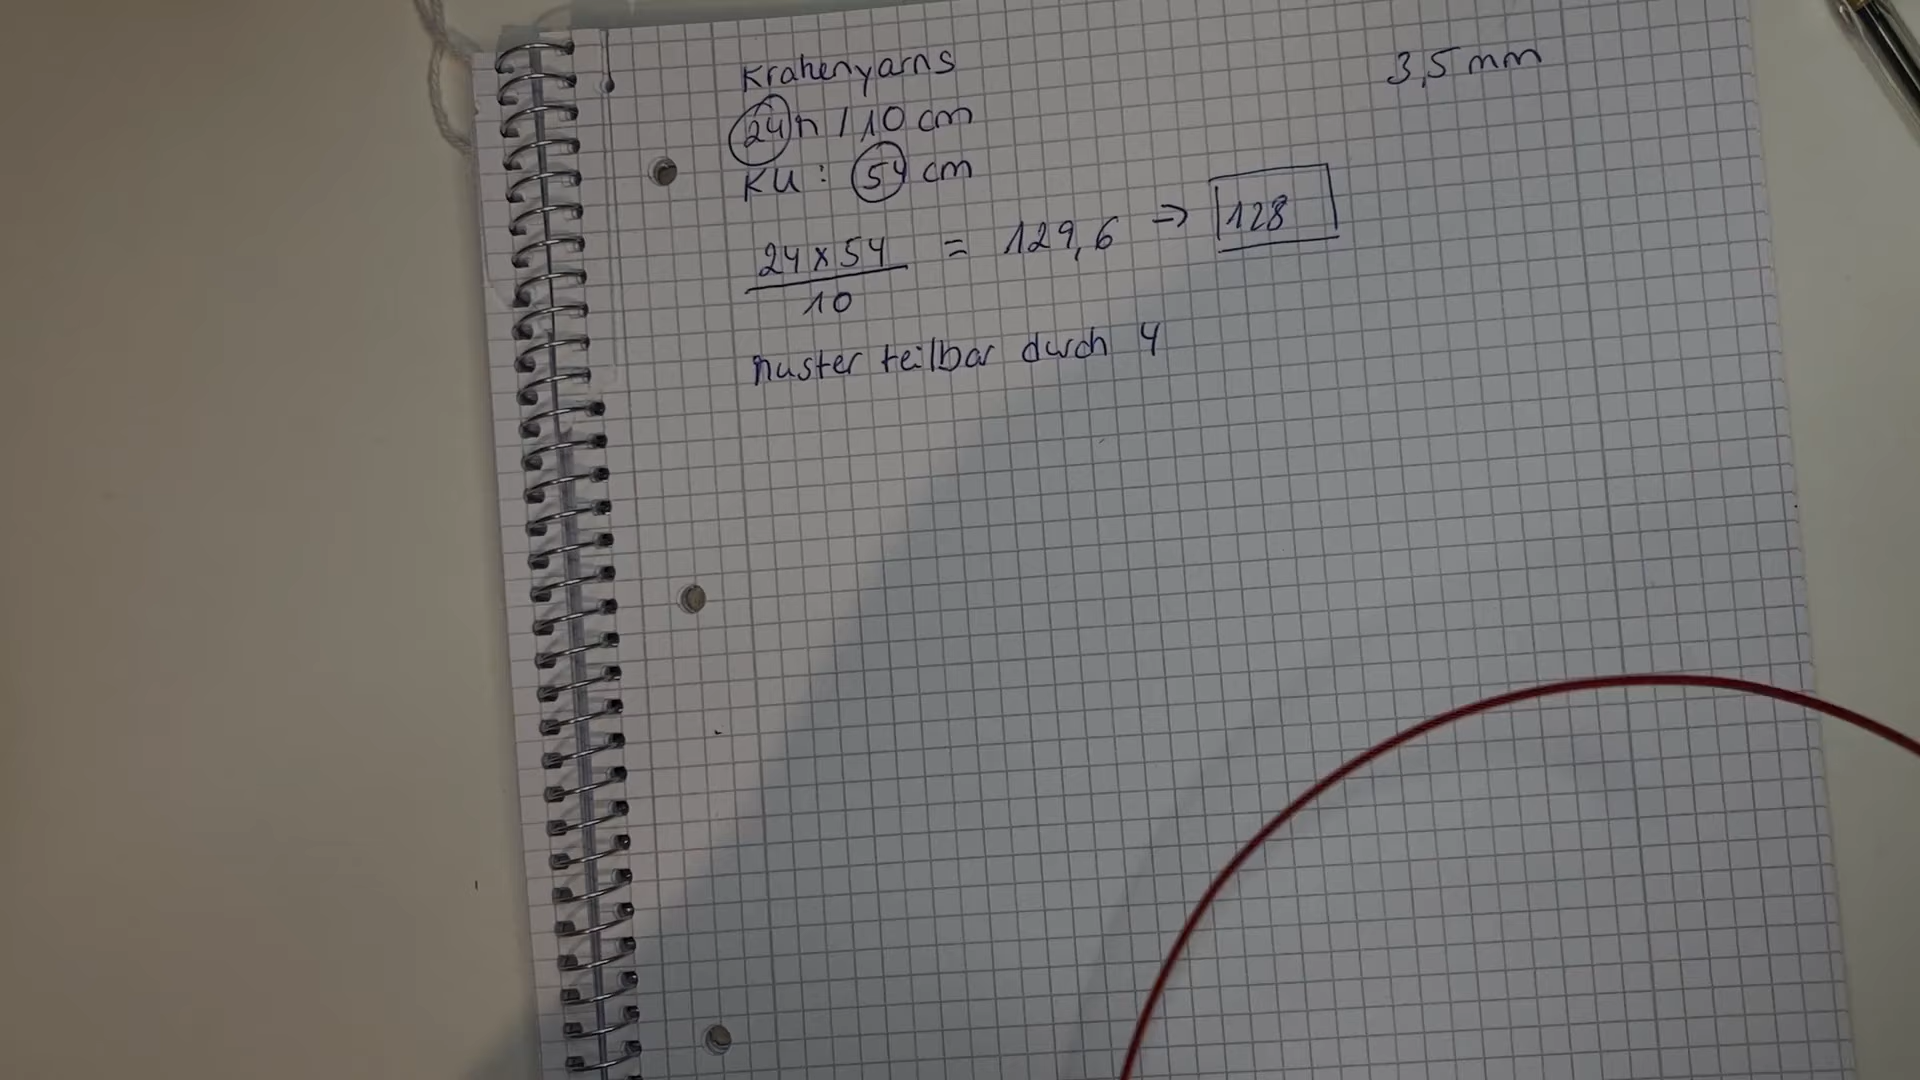 Krahenyarns
3,5 mm
24 n / 10 cm
KU: 54 cm
24 x 54 / 10 = 129,6 => 128
Muster teilbar durch 4